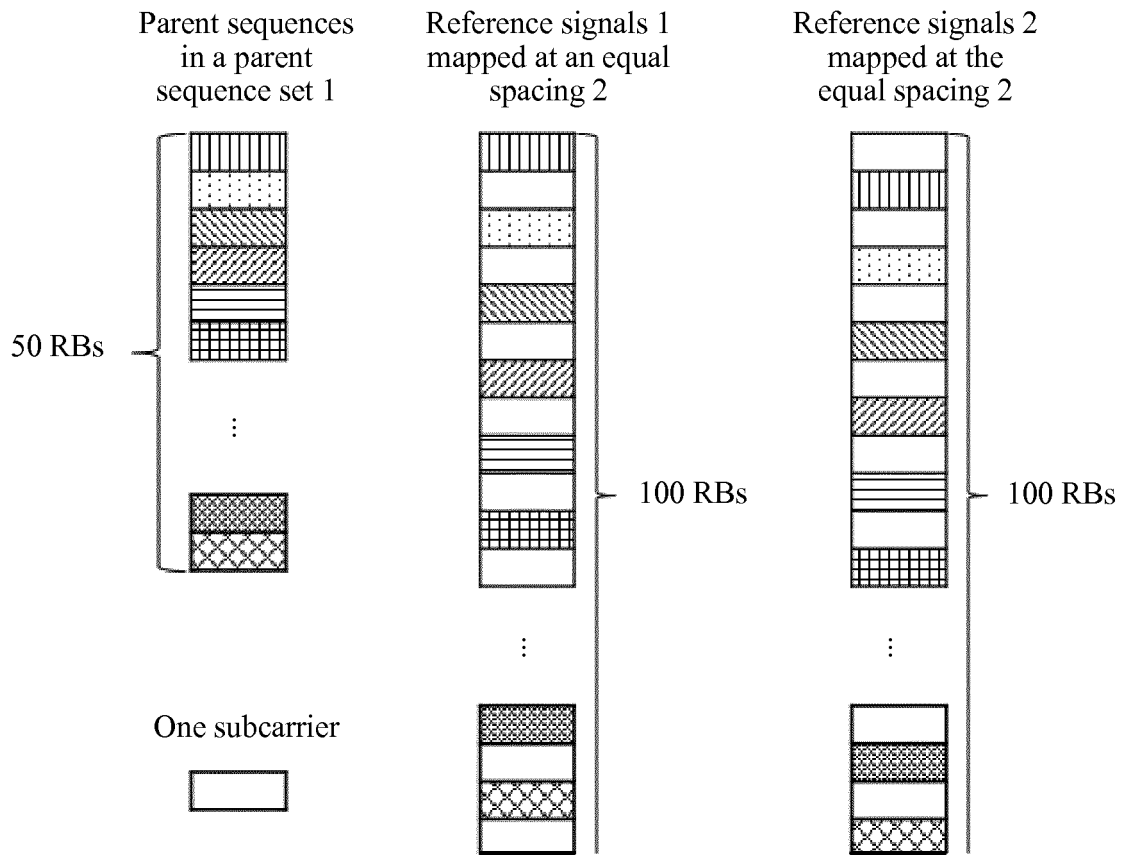 Parent sequences
in a parent
sequence set 1
Reference signals 1
mapped at an equal
spacing 2
Reference signals 2
mapped at the
equal spacing 2
50 RBs
100 RBs
100 RBs
One subcarrier